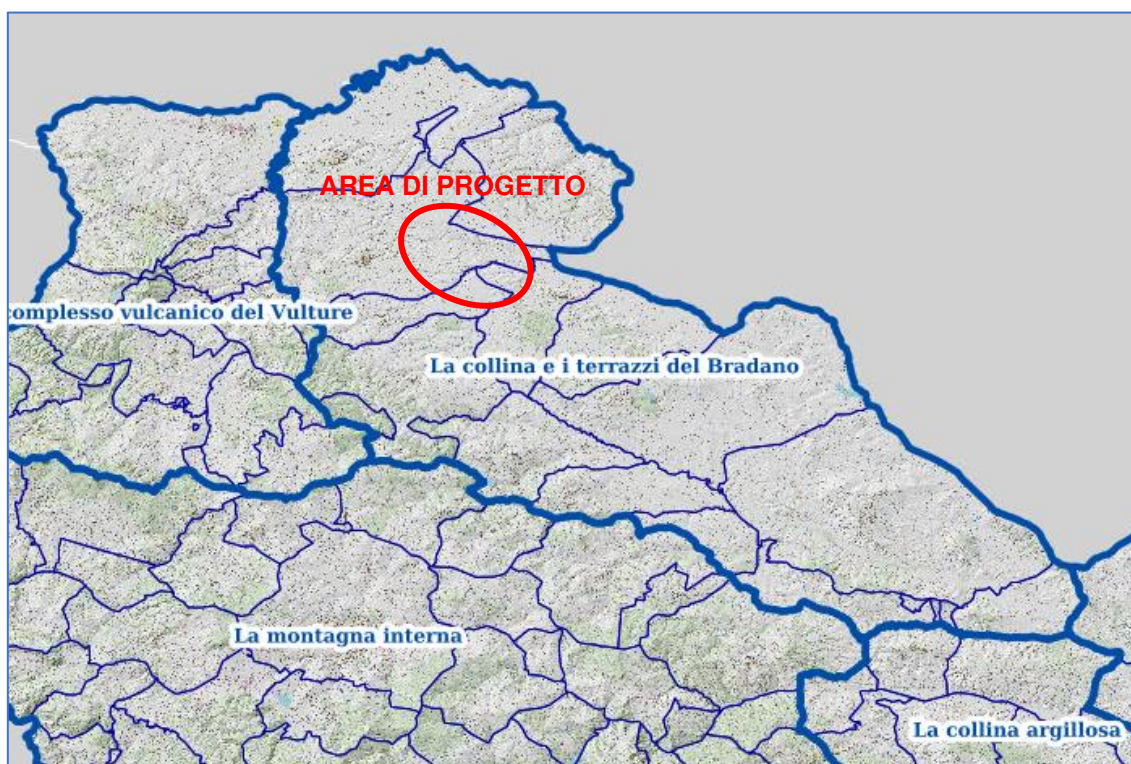 AREA DI PROGETTO
complesso vulcanico del Vulture
La collina e i terrazzi del Bradano
La montagna interna
La collina argillosa